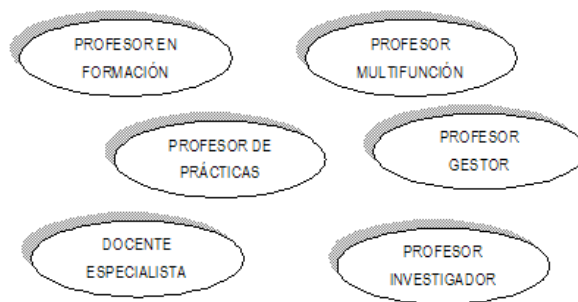 PROFESOR EN
FORMACIÓN
PROFESOR
MULTIFUNCIÓN
PROFESOR DE
PRÁCTICAS
PROFESOR
GESTOR
DOCENTE
ESPECIALISTA
PROFESOR
INVESTIGADOR